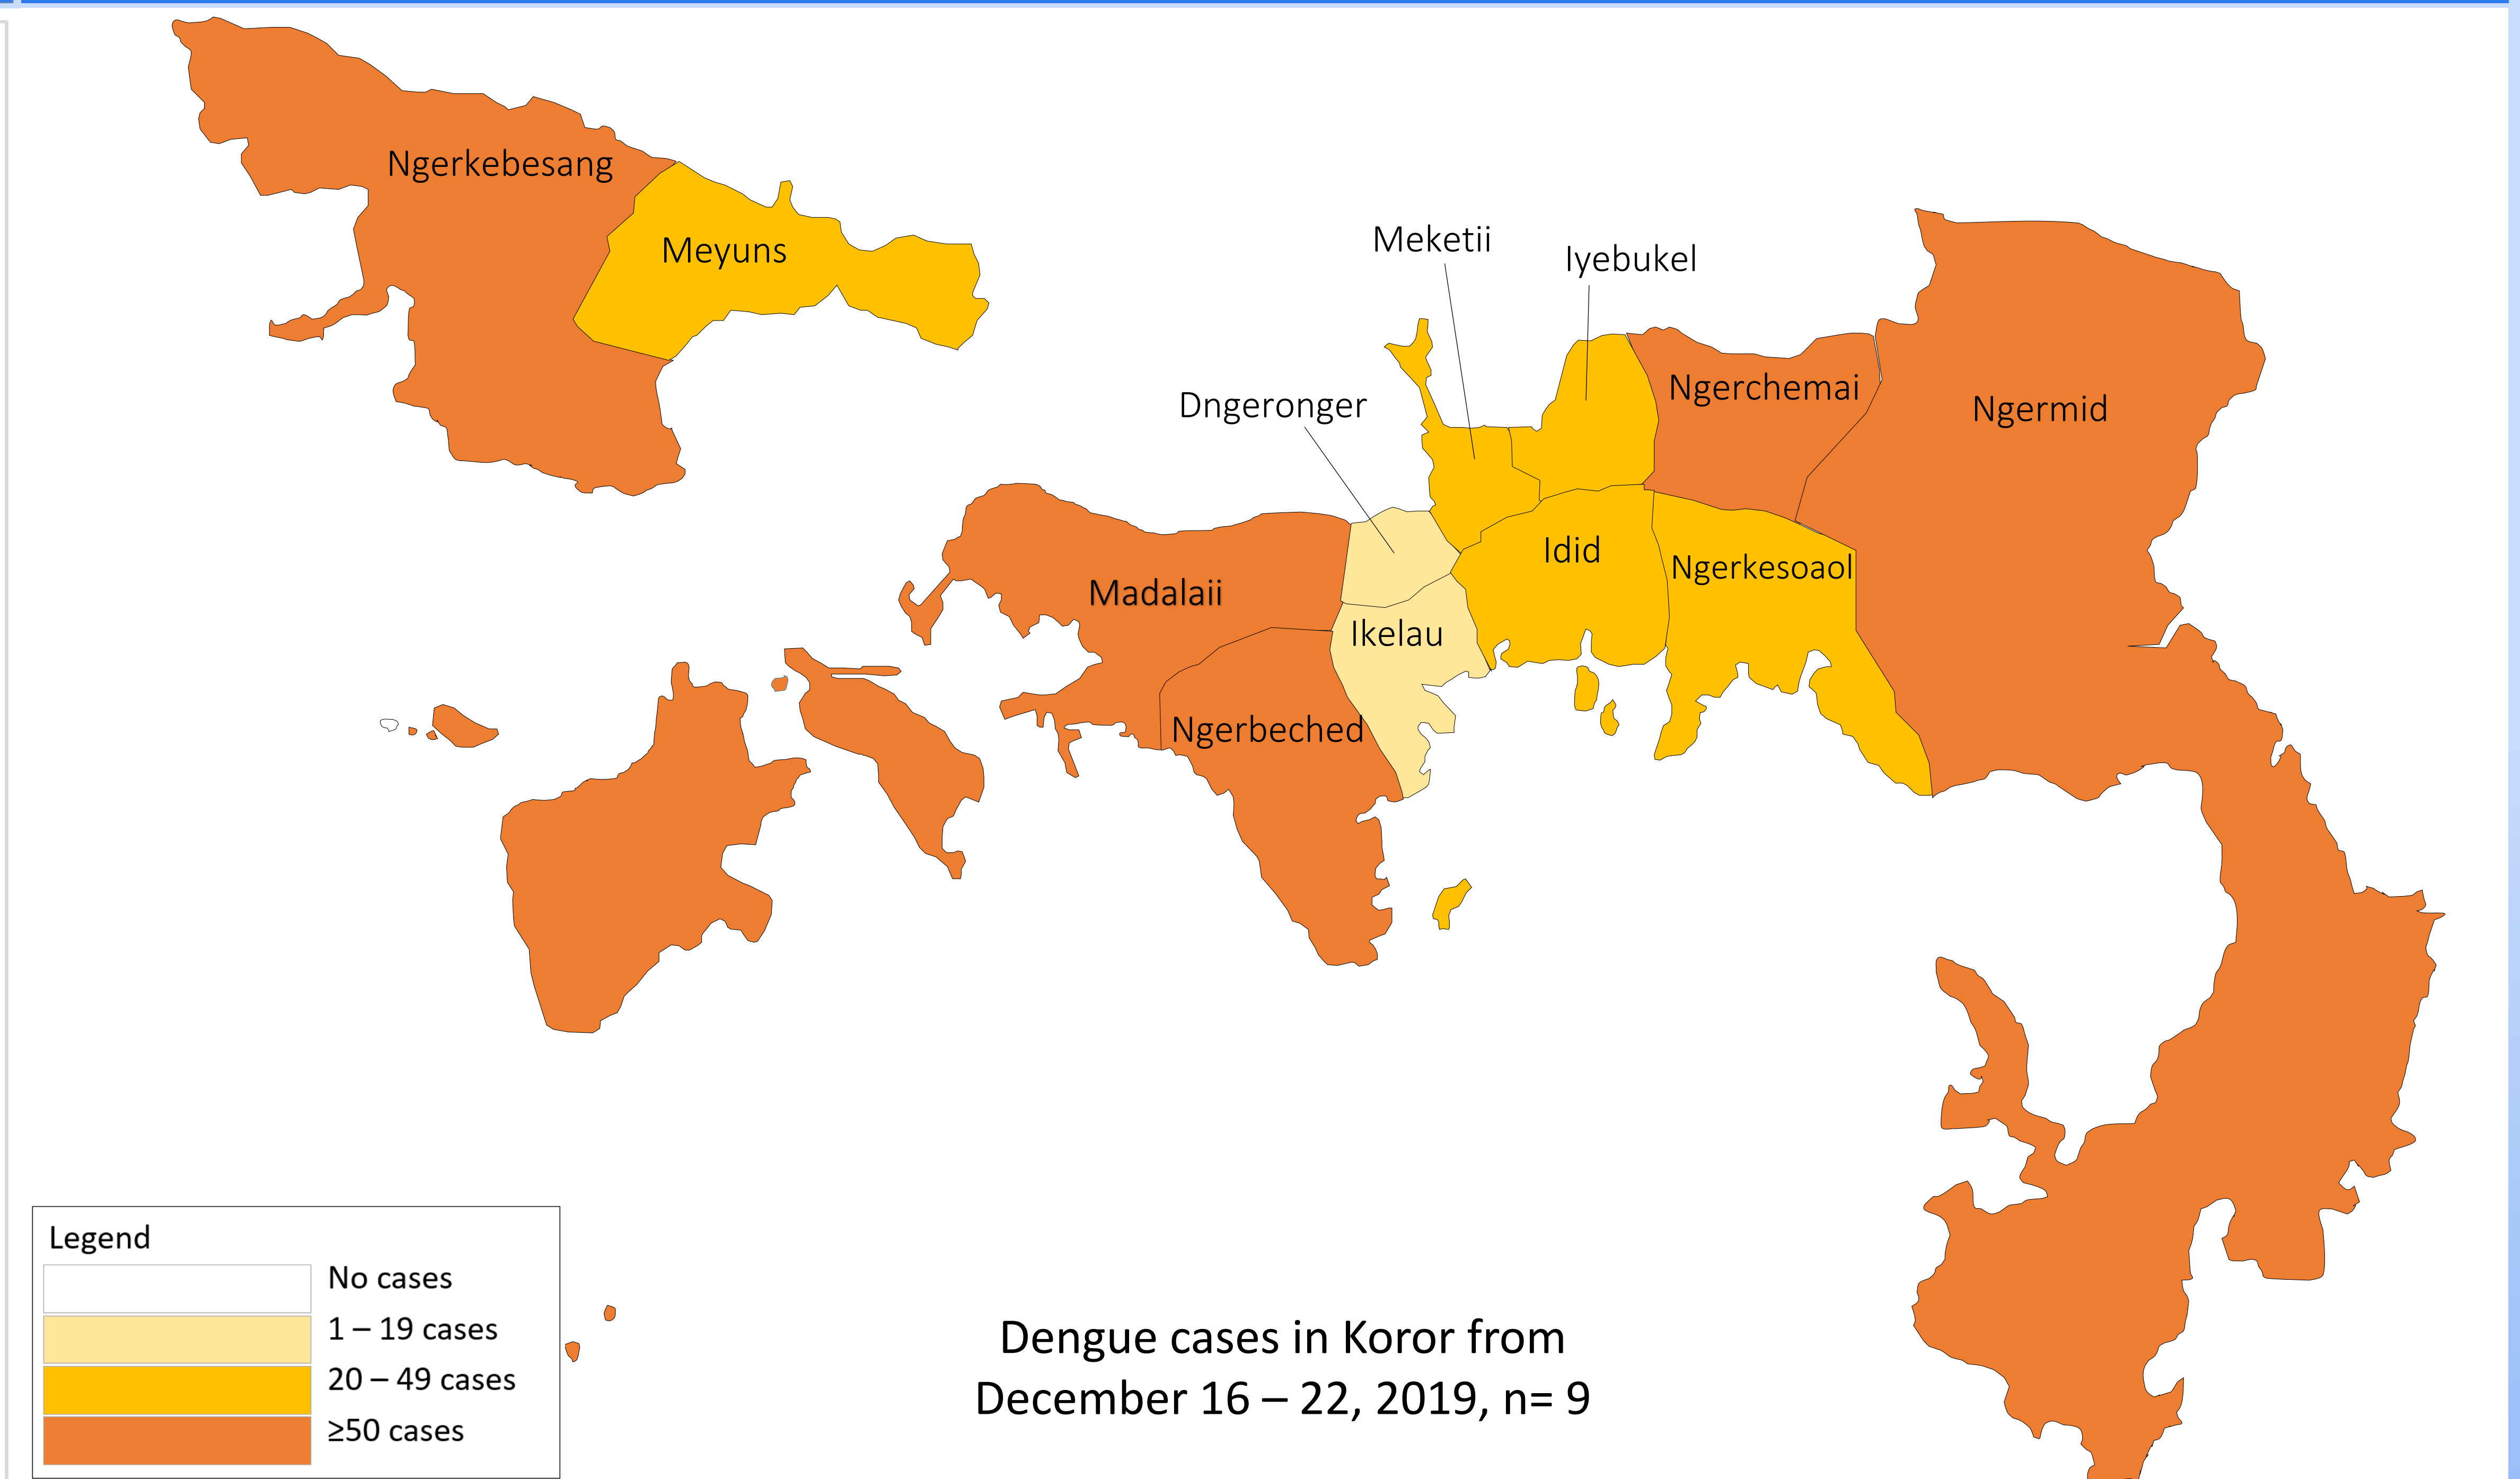 Ngerkebesang
Meyuns
Meketii
Iyebukel
Ngerchemai
Dngeronger
Ngermid
Idid
Ngerkesoaol
Madalaii
Ikelau
Ngerbeched
Legend
No cases
1 – 19 cases
20 – 49 cases
≥50 cases
Dengue cases in Koror from
December 16 – 22, 2019, n= 9